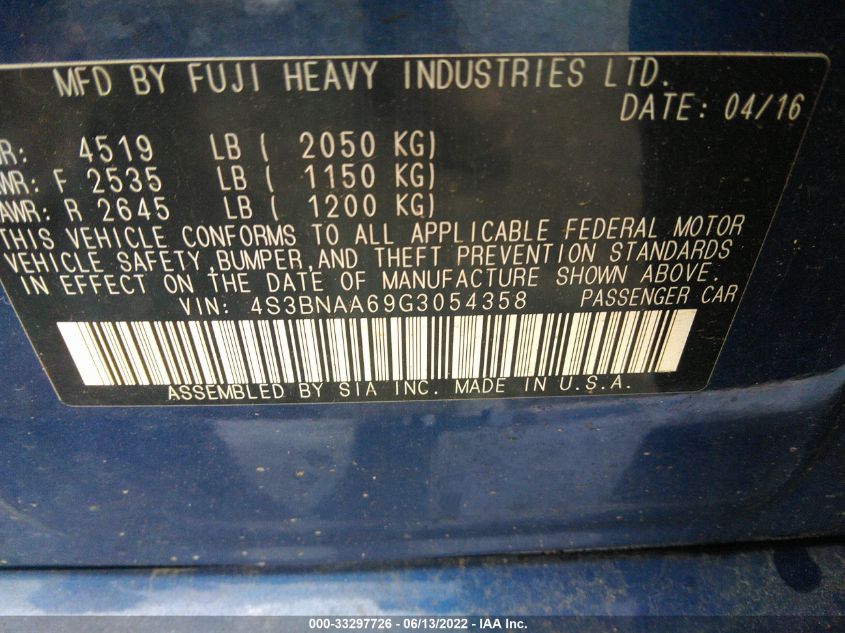 MFD BY FUJI HEAVY INDUSTRIES LTD.
DATE: 04/16
WR: 4519 LB ( 2050 KG)
AWR: F 2535 LB ( 1150 KG)
AWR: R 2645 LB ( 1200 KG)
THIS VEHICLE CONFORMS TO ALL APPLICABLE FEDERAL MOTOR
VEHICLE SAFETY,BUMPER,AND THEFT PREVENTION STANDARDS
IN EFFECT ON THE DATE OF MANUFACTURE SHOWN ABOVE.
VIN: 4S3BNAA69G3054358 PASSENGER CAR
ASSEMBLED BY SIA INC. MADE IN U.S.A.
000-33297726 - 06/13/2022 - IAA Inc.